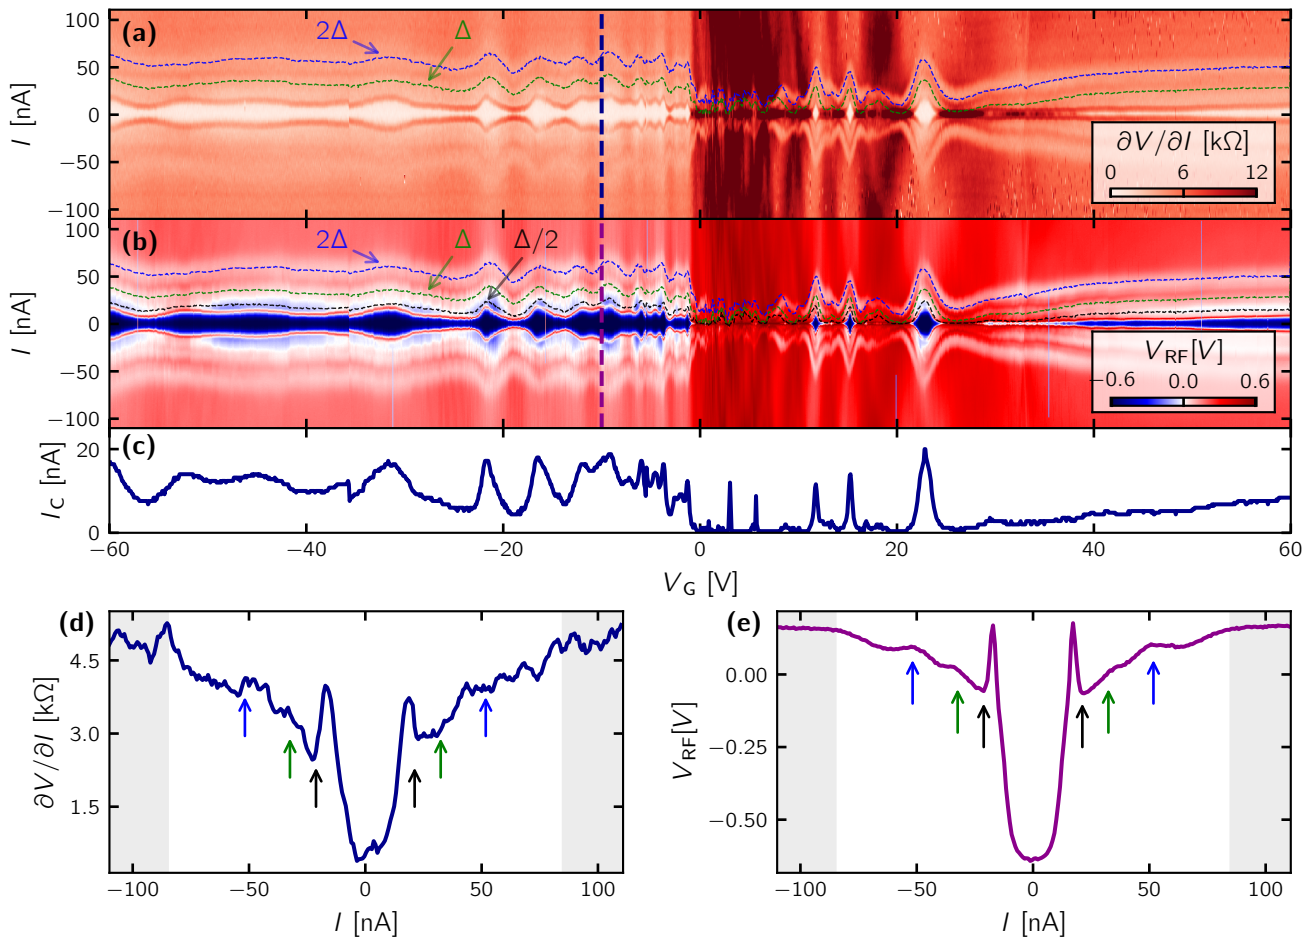 (a)
2Δ
Δ
I [nA]
100
50
0
−50
−100
∂V/∂I [kΩ]
0 6 12
(b)
2Δ
Δ
Δ/2
I [nA]
100
50
0
−50
−100
V_RF[V]
−0.6 0.0 0.6
(c)
I_C [nA]
20
0
−60 −40 −20 0 20 40 60
V_G [V]
(d)
∂V/∂I [kΩ]
4.5
3.0
1.5
−100 −50 0 50 100
I [nA]
(e)
V_RF[V]
0.00
−0.25
−0.50
−100 −50 0 50 100
I [nA]